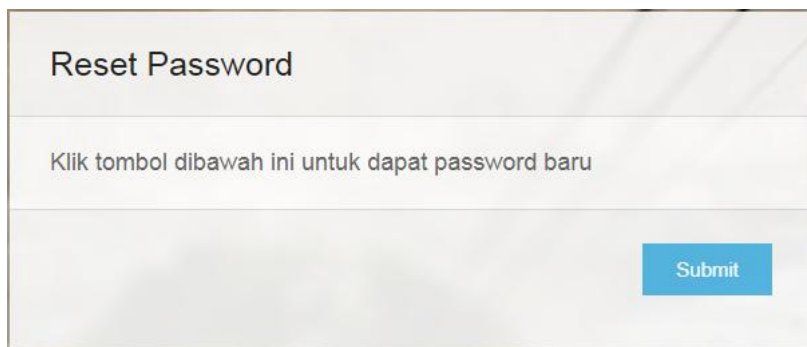 Reset Password
Klik tombol dibawah ini untuk dapat password baru
Submit